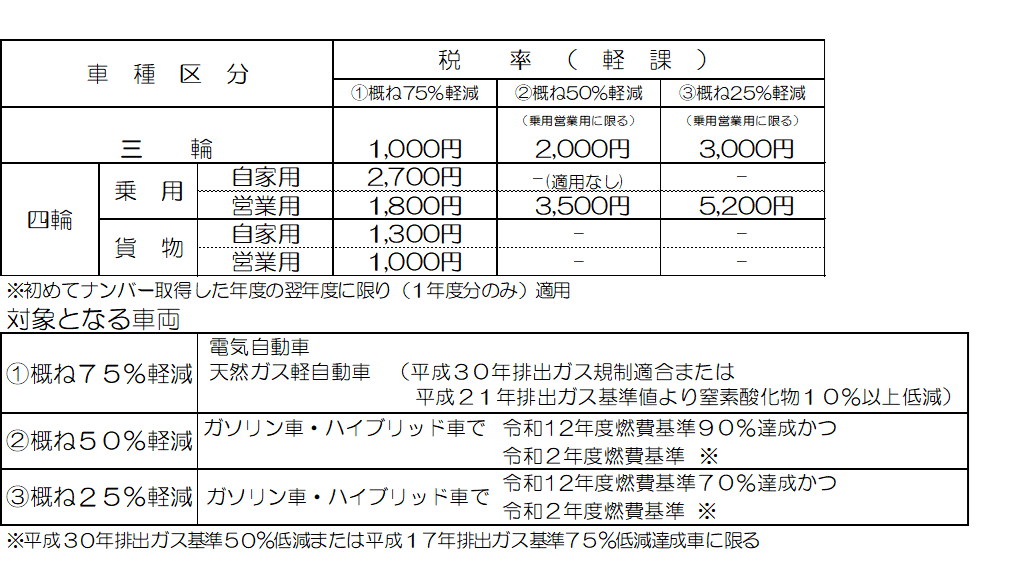 車種区分 税率（軽課）
①概ね75％軽減 ②概ね50％軽減 ③概ね25％軽減
（乗用営業用に限る） （乗用営業用に限る）
三輪 1,000円 2,000円 3,000円
四輪 乗用 自家用 2,700円 −(適用なし) −
営業用 1,800円 3,500円 5,200円
貨物 自家用 1,300円 − −
営業用 1,000円 − −
※初めてナンバー取得した年度の翌年度に限り（１年度分のみ）適用
対象となる車両
①概ね７５％軽減 電気自動車
天然ガス軽自動車 （平成３０年排出ガス規制適合または
平成２１年排出ガス基準値より窒素酸化物１０％以上低減）
②概ね５０％軽減 ガソリン車・ハイブリッド車で 令和12年度燃費基準９０％達成かつ
令和２年度燃費基準 ※
③概ね２５％軽減 ガソリン車・ハイブリッド車で 令和12年度燃費基準７０％達成かつ
令和２年度燃費基準 ※
※平成３０年排出ガス基準５０％低減または平成１７年排出ガス基準７５％低減達成車に限る